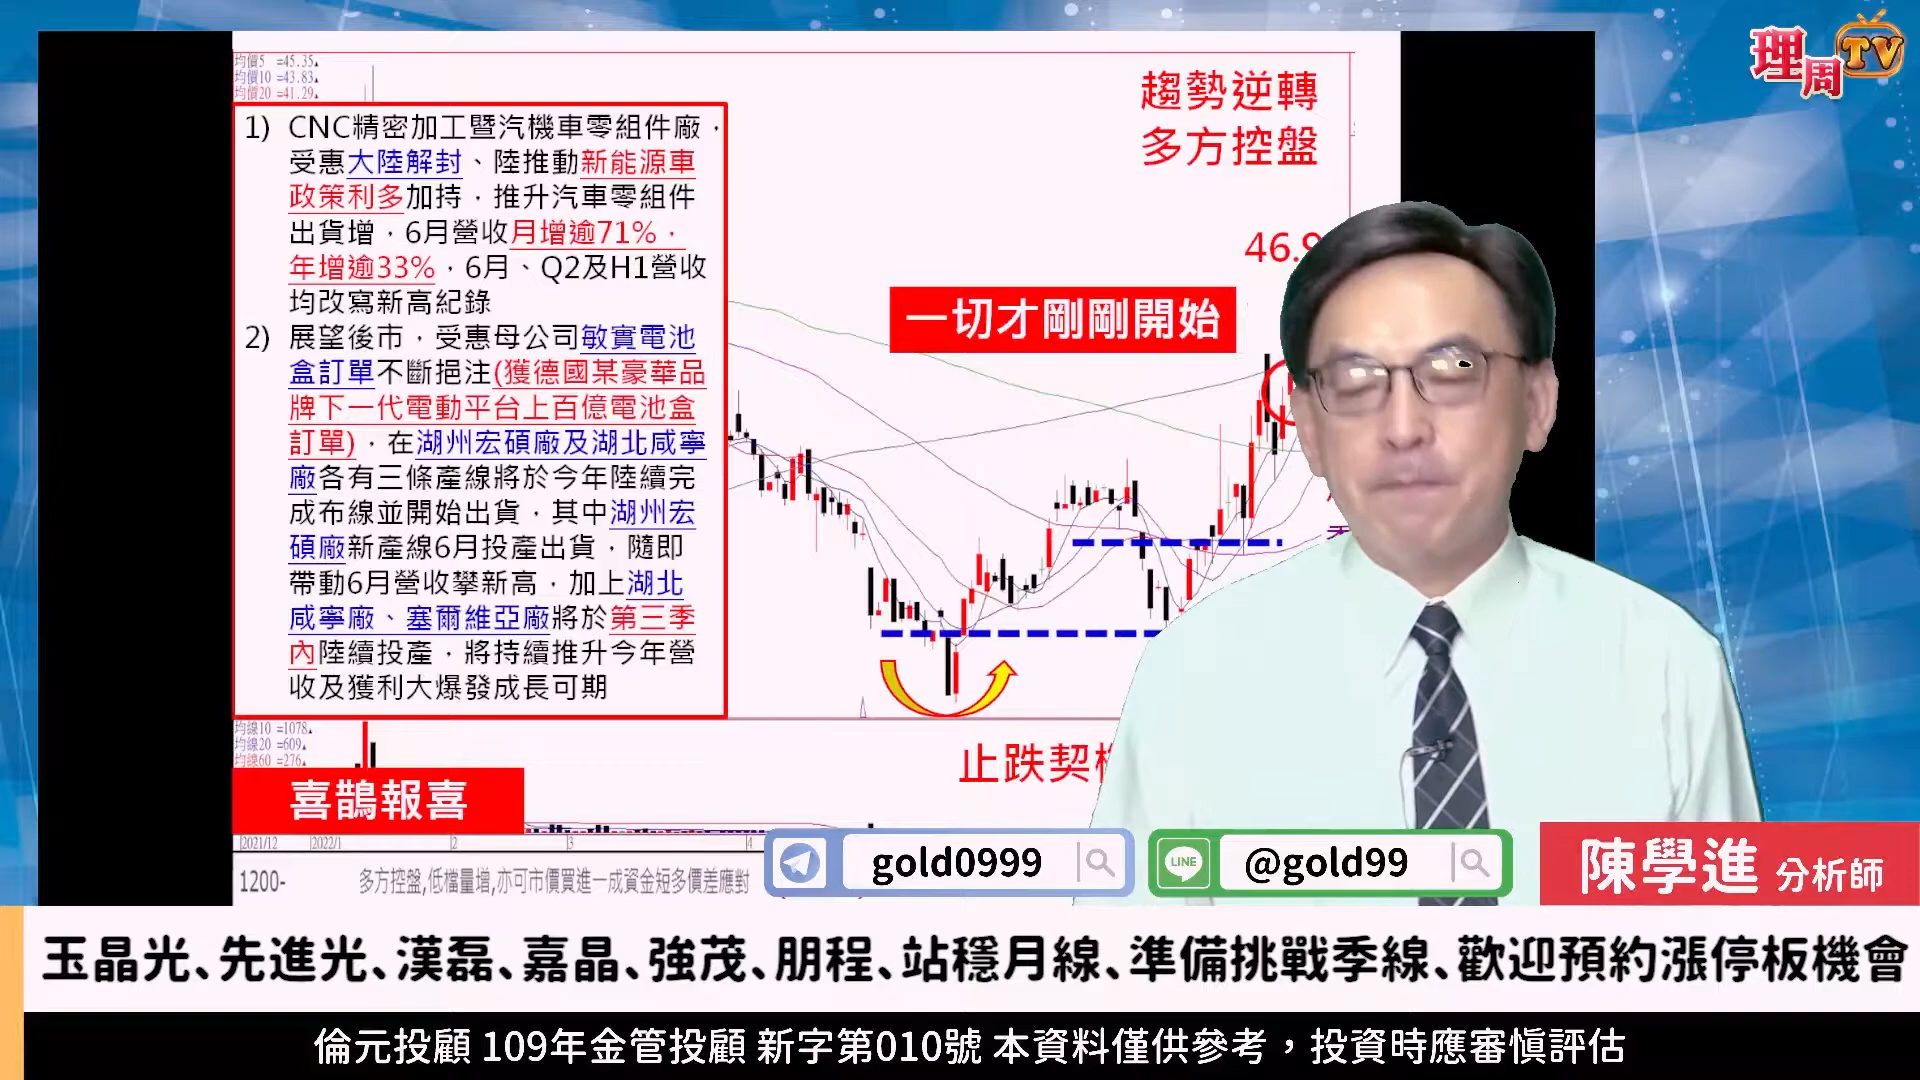 理周TV
均價5 =45.35
均價10 =43.83
均價20 =41.29
趨勢逆轉
多方控盤
1) CNC精密加工暨汽機車零組件廠，
受惠大陸解封、陸推動新能源車
政策利多加持，推升汽車零組件
出貨增，6月營收月增逾71%，
年增逾33%，6月、Q2及H1營收
均改寫新高紀錄
2) 展望後市，受惠母公司敏實電池
盒訂單不斷挹注(獲德國某豪華品
牌下一代電動平台上百億電池盒
訂單)，在湖州宏碩廠及湖北咸寧
廠各有三條產線將於今年陸續完
成布線並開始出貨，其中湖州宏
碩廠新產線6月投產出貨，隨即
帶動6月營收攀新高，加上湖北
咸寧廠、塞爾維亞廠將於第三季
內陸續投產，將持續推升今年營
收及獲利大爆發成長可期
46.9
一切才剛剛開始
均線10 =1078
均線20 =609
均線60 =276
止跌契
喜鵲報喜
2021/12 2022/1 2 3 4
1200- 多方控盤,低檔量增,亦可市價買進一成資金短多價差應對
gold0999
LINE @gold99
陳學進 分析師
玉晶光、先進光、漢磊、嘉晶、強茂、朋程、站穩月線、準備挑戰季線、歡迎預約漲停板機會
倫元投顧 109年金管投顧 新字第010號 本資料僅供參考，投資時應審慎評估